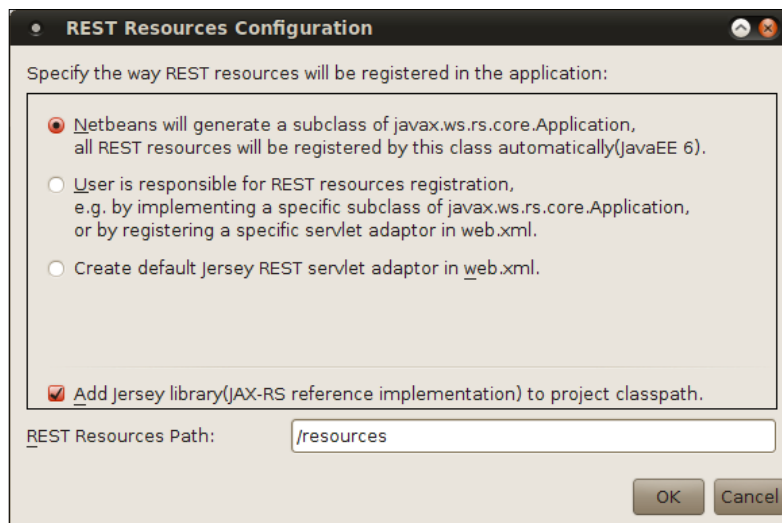 REST Resources Configuration
Specify the way REST resources will be registered in the application:
Netbeans will generate a subclass of javax.ws.rs.core.Application,
all REST resources will be registered by this class automatically(JavaEE 6).
User is responsible for REST resources registration,
e.g. by implementing a specific subclass of javax.ws.rs.core.Application,
or by registering a specific servlet adaptor in web.xml.
Create default Jersey REST servlet adaptor in web.xml.
Add Jersey library(JAX-RS reference implementation) to project classpath.
REST Resources Path: /resources
OK Cancel